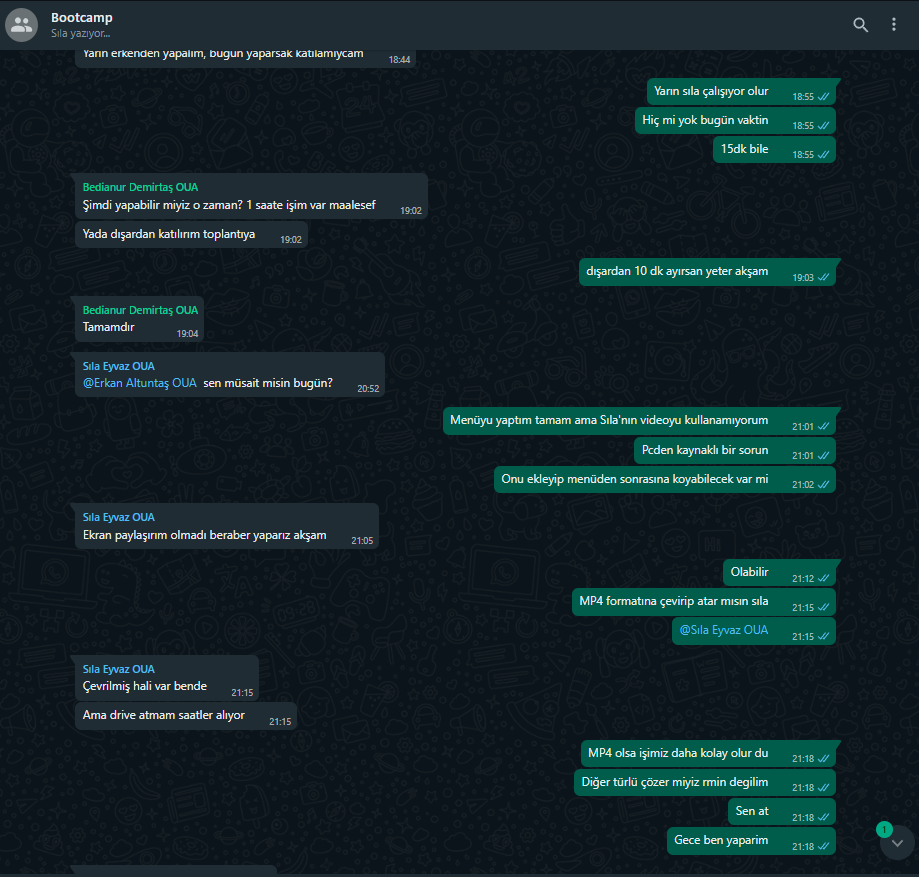 Bootcamp
Sıla yazıyor...
Yarın erkenden yapalım, bugün yaparsak katılamıycam
18:44
Yarin sıla çalışıyor olur
18:55
Hiç mi yok bugün vaktin
18:55
15dk bile
18:55
Bedianur Demirtaş OUA
Şimdi yapabilir miyiz o zaman? 1 saate işim var maalesef
19:02
Yada dışardan katılırım toplantıya
19:02
dışardan 10 dk ayırsan yeter akşam
19:03
Bedianur Demirtaş OUA
Tamamdır
19:04
Sıla Eyvaz OUA
@Erkan Altuntaş OUA sen müsait misin bugün?
20:52
Menüyu yaptım tamam ama Sıla'nın videoyu kullanamıyorum
21:01
Pcden kaynaklı bir sorun
21:01
Onu ekleyip menüden sonrasına koyabilecek var mi
21:02
Sıla Eyvaz OUA
Ekran paylaşırım olmadı beraber yaparız akşam
21:05
Olabilir
21:12
MP4 formatına çevirip atar mısın sıla
21:15
@Sıla Eyvaz OUA
21:15
Sıla Eyvaz OUA
Çevrilmiş hali var bende
21:15
Ama drive atmam saatler alıyor
21:15
MP4 olsa işimiz daha kolay olur du
21:18
Diğer türlü çözer miyiz rmin degilim
21:18
Sen at
21:18
Gece ben yaparim
21:18
1